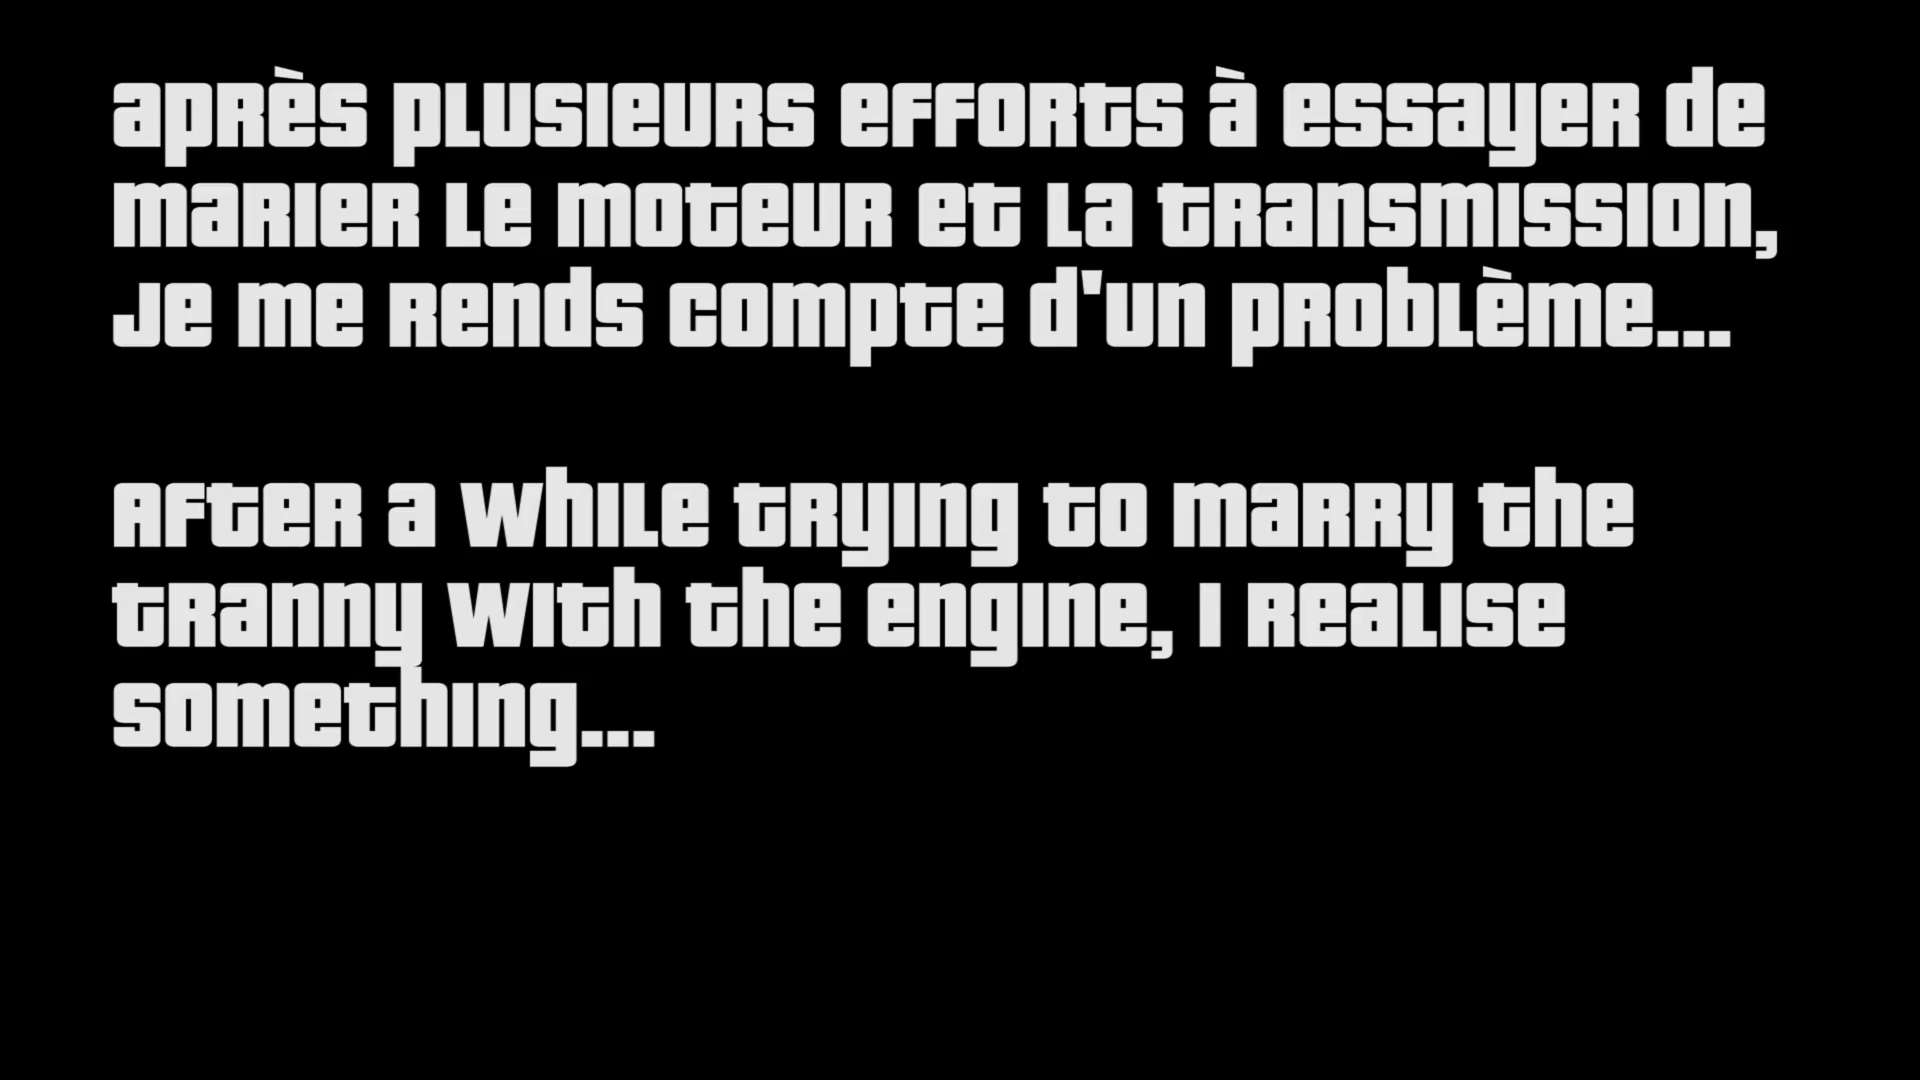 Après plusieurs efforts à essayer de
marier le moteur et la transmission,
je me rends compte d'un problème...
After a while trying to marry the
tranny with the engine, I realise
something...